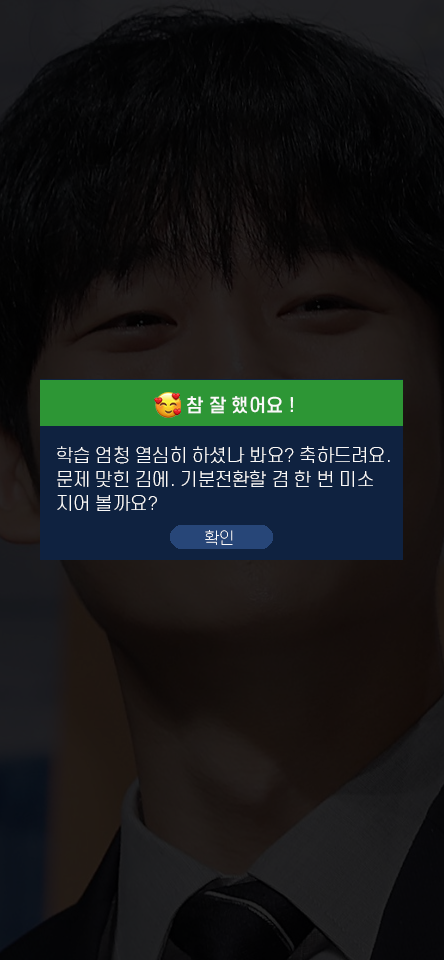 🥰 참 잘 했어요 !
학습 엄청 열심히 하셨나 봐요? 축하드려요.
문제 맞힌 김에. 기분전환할 겸 한 번 미소
지어 볼까요?
확인